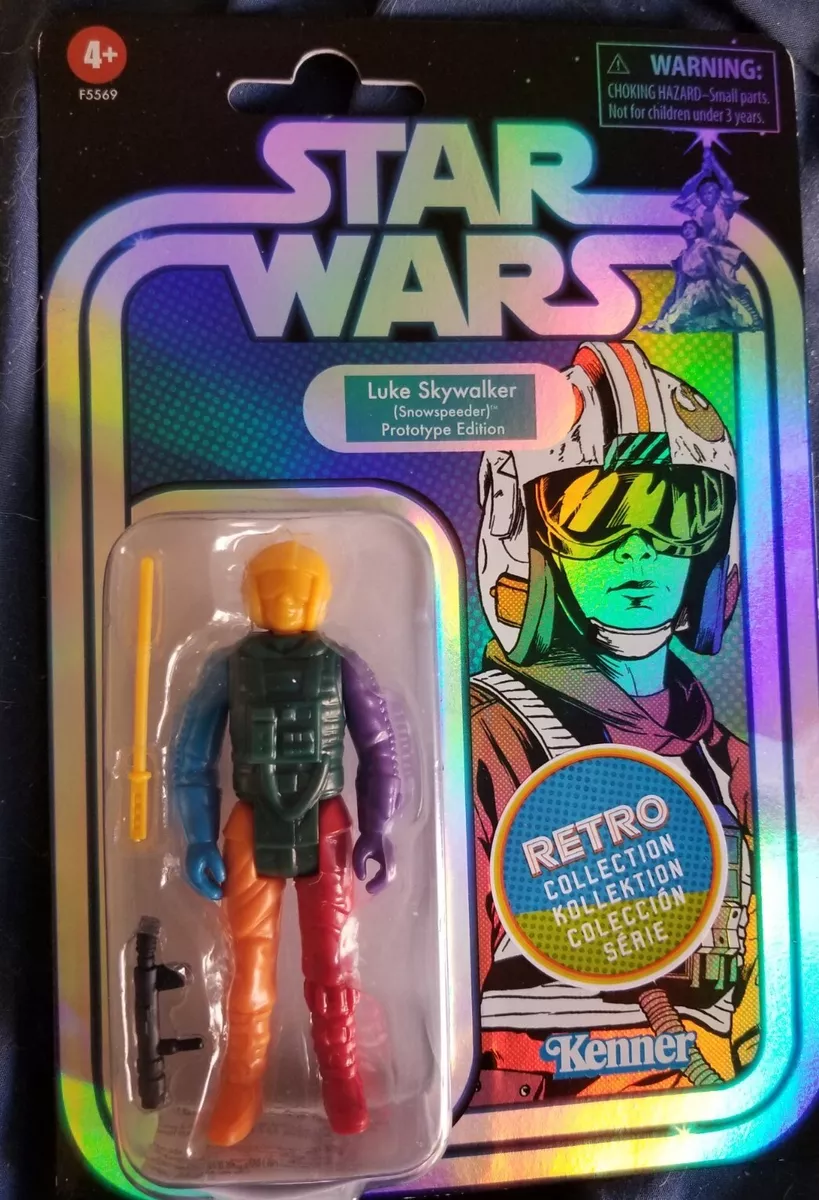 4+
F5569
WARNING:
CHOKING HAZARD–Small parts.
Not for children under 3 years.
STAR
WARS
Luke Skywalker
(Snowspeeder)™
Prototype Edition
RETRO
COLLECTION
KOLLEKTION
COLECCIÓN
SÉRIE
Kenner